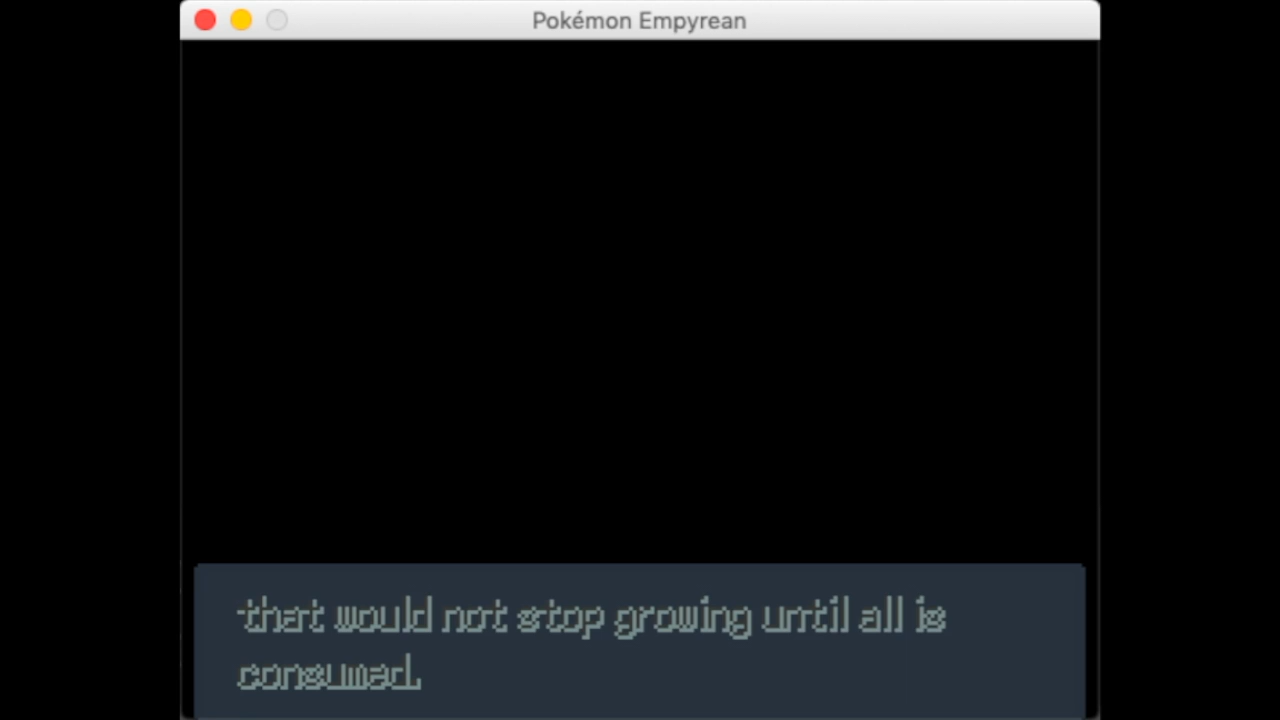 Pokémon Empyrean
that would not stop growing until all is
consumed.